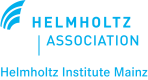 HELMHOLTZ
ASSOCIATION
Helmholtz Institute Mainz